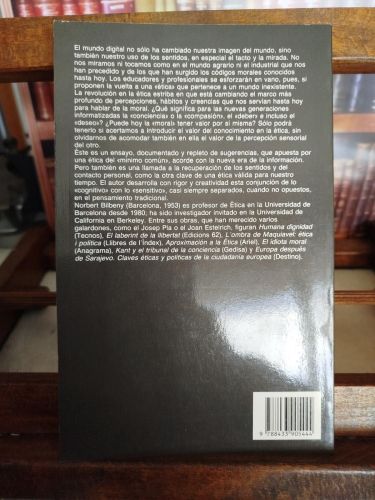 El mundo digital no sólo ha cambiado nuestra imagen del mundo, sino
también nuestro uso de los sentidos, en especial el tacto y la mirada. No
nos miramos ni tocamos como en el mundo agrario ni el industrial que nos
han precedido y de los que han surgido los códigos morales conocidos
hasta hoy. Los educadores y profesionales se esforzarán en vano, pues, si
proponen la vuelta a una «ética» que pertenece a un mundo inexistente.
La revolución en la ética estriba en que está cambiando el marco más
profundo de percepciones, hábitos y creencias que nos servían hasta hoy
para hablar de la moral. ¿Qué significa para las nuevas generaciones
informatizadas la «conciencia» o la «compasión», el «deber» e incluso el
«deseo»? ¿Puede hoy la «moral» tener valor por sí misma? Sólo podrá
tenerlo si acertamos a introducir el valor del conocimiento en la ética, sin
olvidarnos de acomodar también en ella el valor de la percepción sensorial
del otro.
Éste es un ensayo, documentado y repleto de sugerencias, que apuesta por
una ética del «mínimo común», acorde con la nueva era de la información.
Pero también es una llamada a la recuperación de los sentidos y del
contacto personal, como la otra clave de una ética válida para nuestro
tiempo. El autor desarrolla con rigor y creatividad esta conjunción de lo
«cognitivo» con lo «sensitivo», casi siempre separados, cuando no opuestos,
en el pensamiento tradicional.
Norbert Bilbeny (Barcelona, 1953) es profesor de Ética en la Universidad de
Barcelona desde 1980, ha sido investigador invitado en la Universidad de
California en Berkeley. Entre sus obras, que han merecido varios
galardones, como el Josep Pla o el Joan Estelrich, figuran Humana dignidad
(Tecnos), El laberint de la llibertat (Edicions 62), L'ombra de Maquiavel: ètica
i política (Llibres de l'Índex), Aproximación a la Ética (Ariel), El idiota moral
(Anagrama), Kant y el tribunal de la conciencia (Gedisa) y Europa después
de Sarajevo. Claves éticas y políticas de la ciudadanía europea (Destino).
9 788433 905444